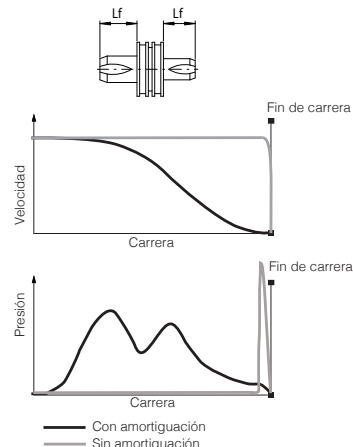 Lf Lf
Fin de carrera
Velocidad
Carrera
Fin de carrera
Presión
Carrera
Con amortiguación
Sin amortiguación